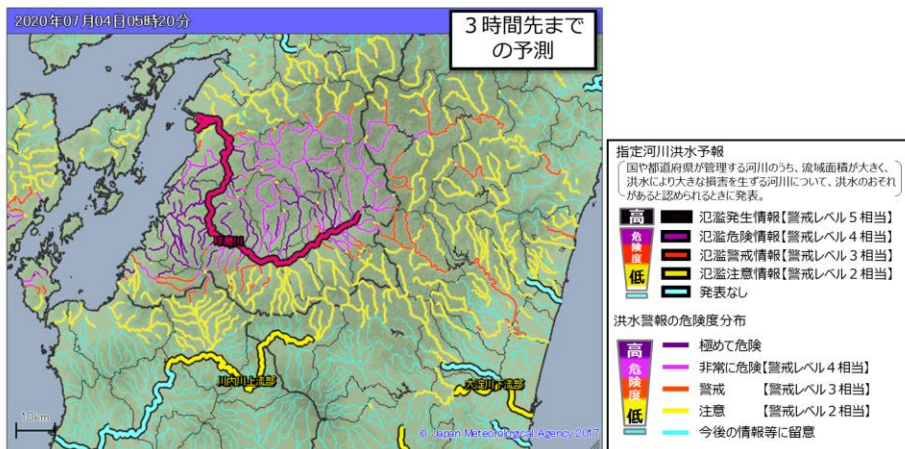 2020年07月04日05時20分
3時間先まで
の予測
球磨川
川内川上流部
大淀川下流部
10km
© Japan Meteorological Agency 2017
指定河川洪水予報
国や都道府県が管理する河川のうち、流域面積が大きく、
洪水により大きな損害を生ずる河川について、洪水のおそれ
があると認められるときに発表。
高
危険度
低
氾濫発生情報【警戒レベル5相当】
氾濫危険情報【警戒レベル4相当】
氾濫警戒情報【警戒レベル3相当】
氾濫注意情報【警戒レベル2相当】
発表なし
洪水警報の危険度分布
高
危険度
低
極めて危険
非常に危険【警戒レベル4相当】
警戒 【警戒レベル3相当】
注意 【警戒レベル2相当】
今後の情報等に留意